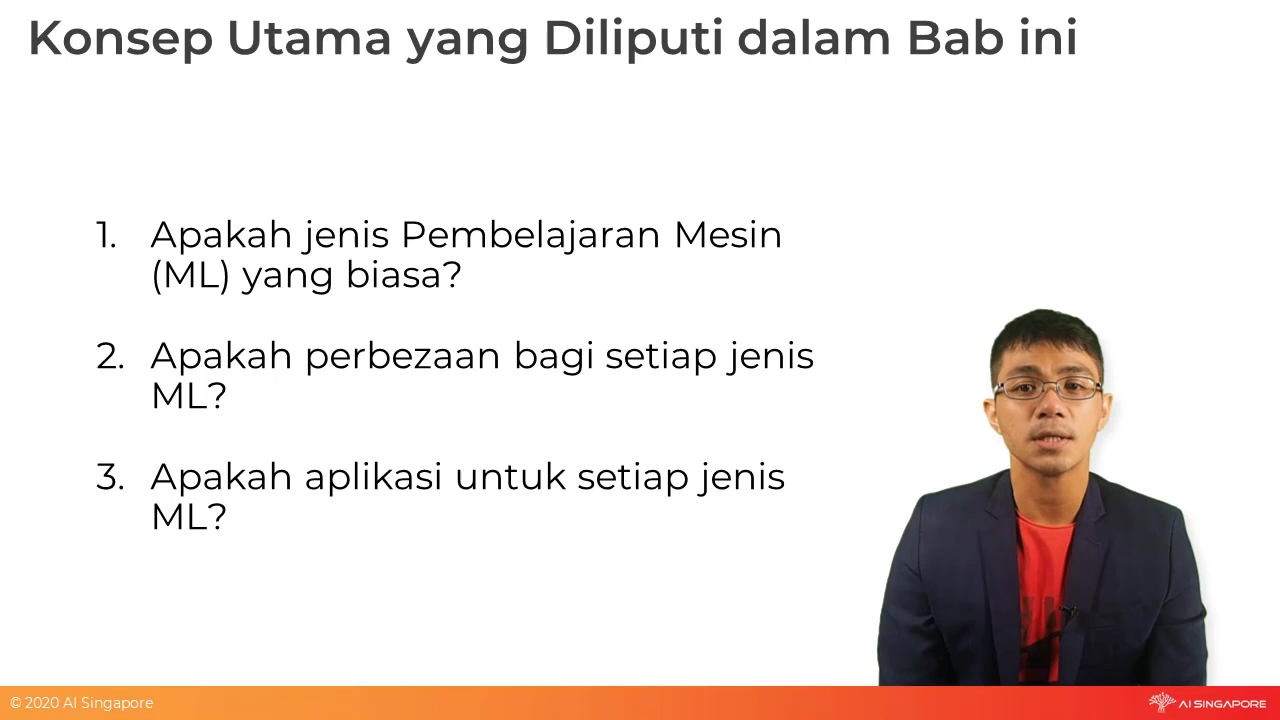 Konsep Utama yang Diliputi dalam Bab ini
1. Apakah jenis Pembelajaran Mesin
(ML) yang biasa?
2. Apakah perbezaan bagi setiap jenis
ML?
3. Apakah aplikasi untuk setiap jenis
ML?
© 2020 AI Singapore
AI SINGAPORE